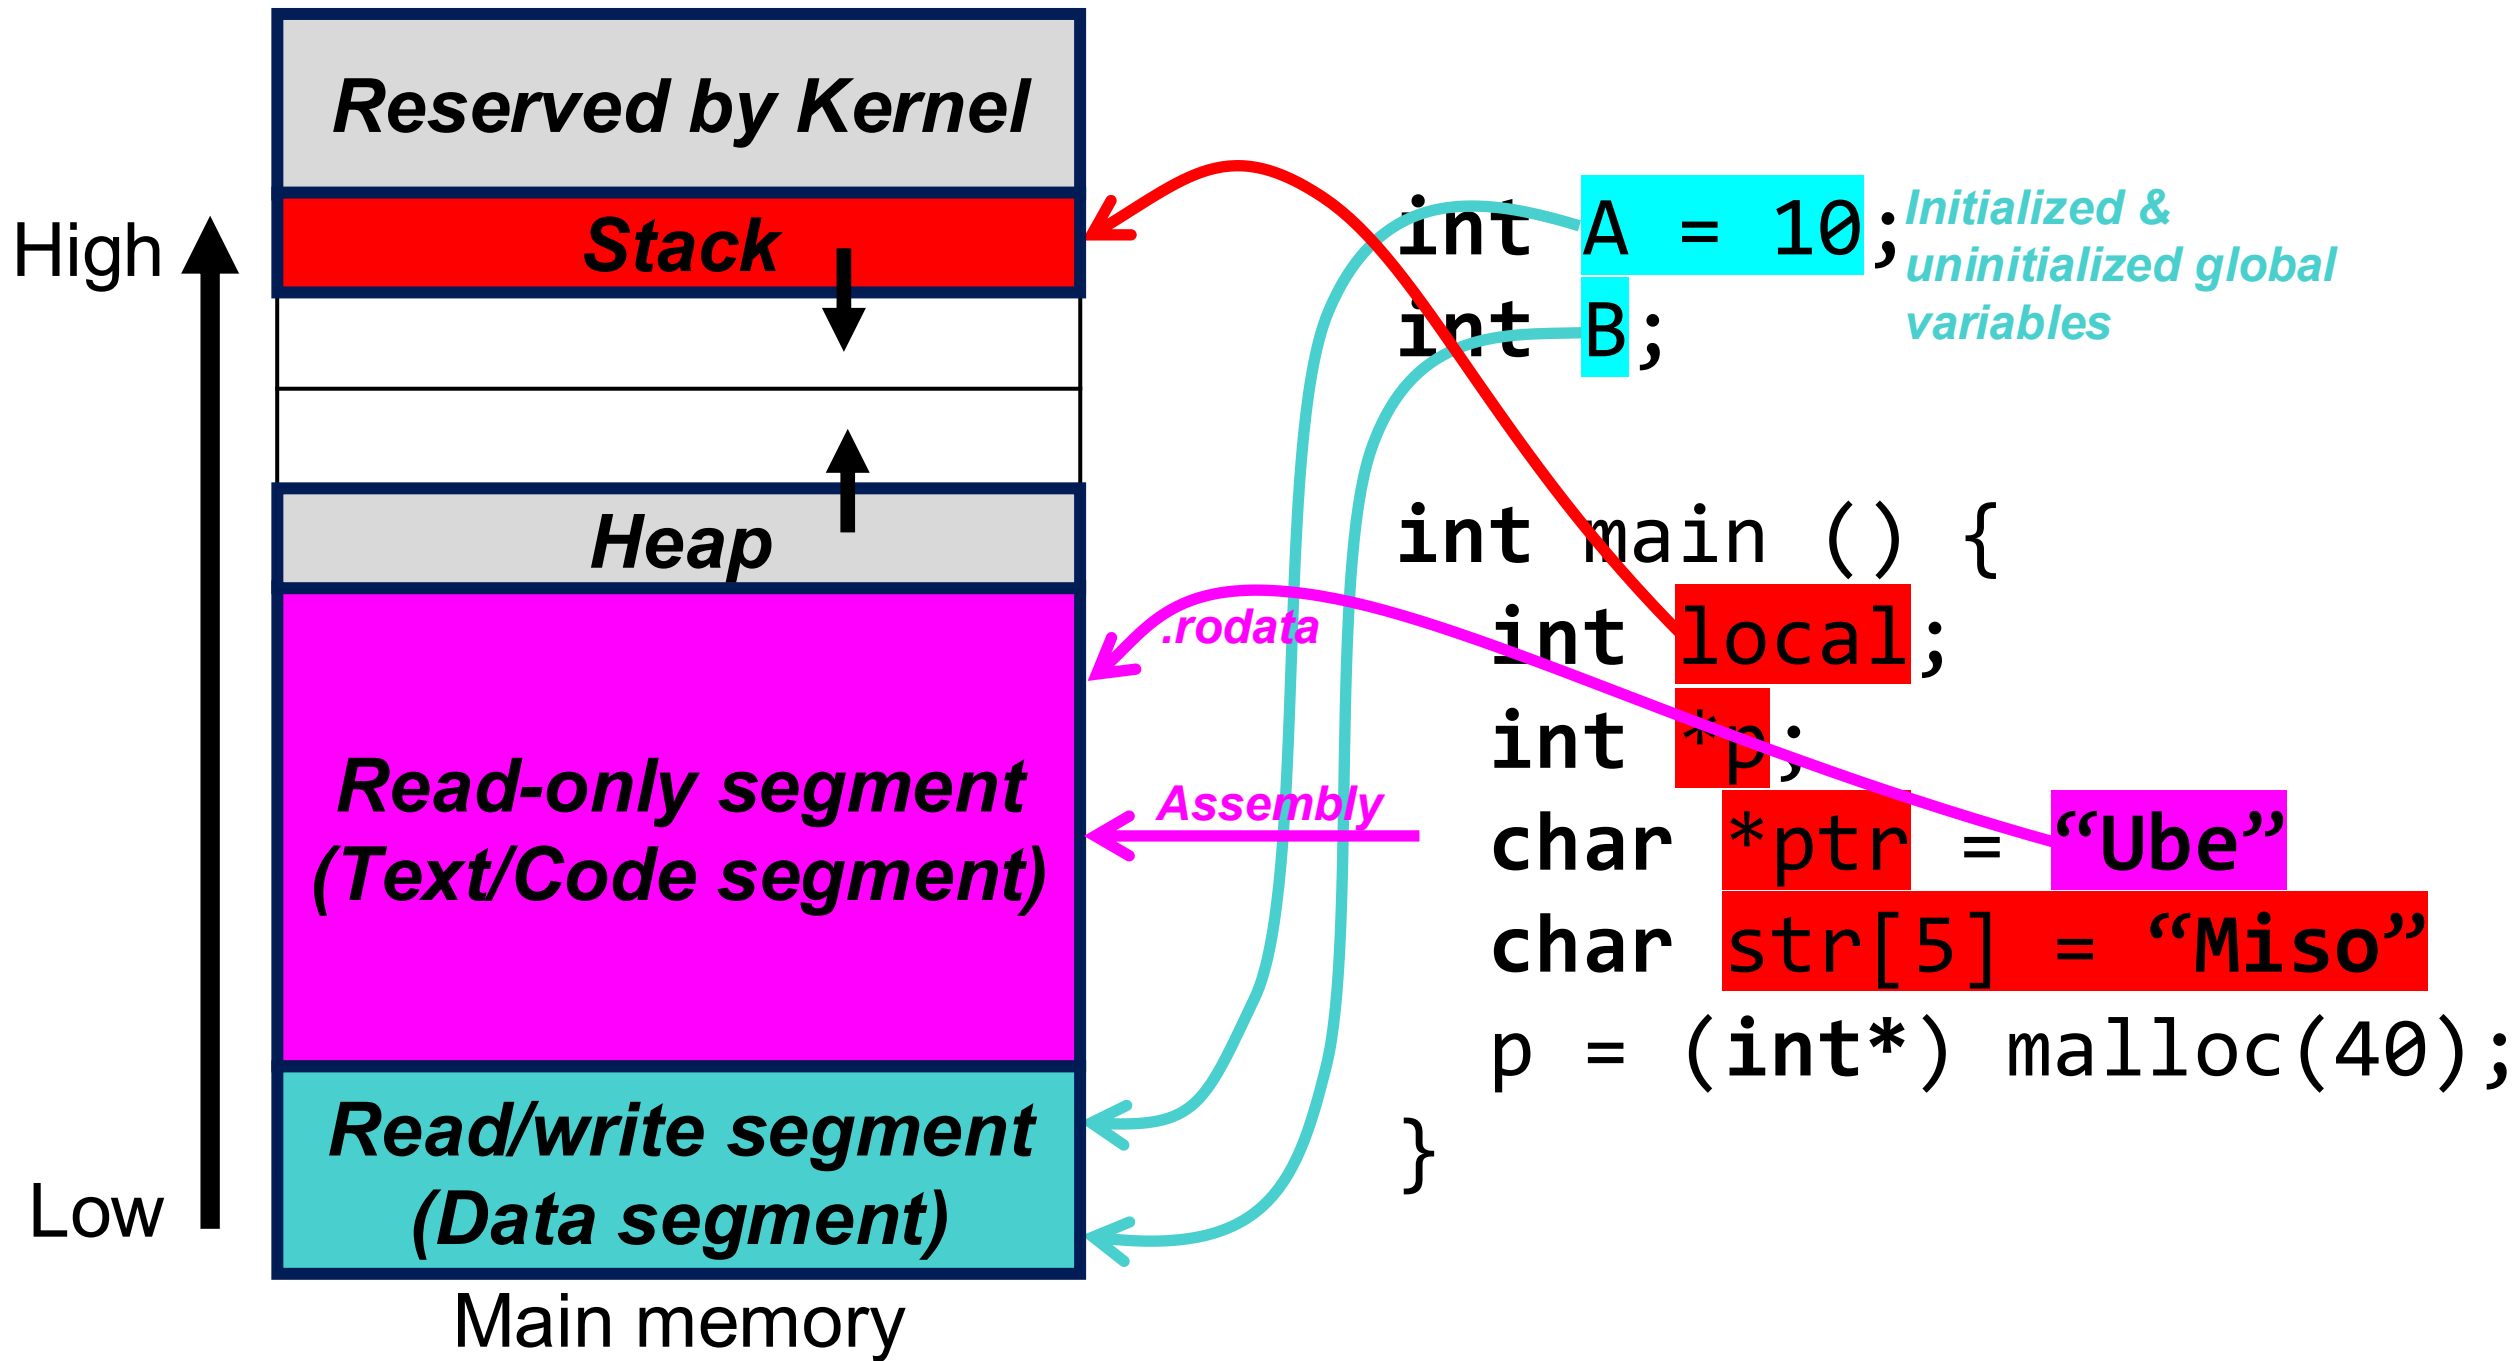 Reserved by Kernel
High
Stack
Heap
Read-only segment
(Text/Code segment)
Read/write segment
(Data segment)
Low
Main memory
.rodata
Assembly
int A = 10;
int B;
Initialized &
uninitialized global
variables
int main () {
int local;
int *p;
char *ptr = “Ube”
char str[5] = “Miso”
p = (int*) malloc(40);
}